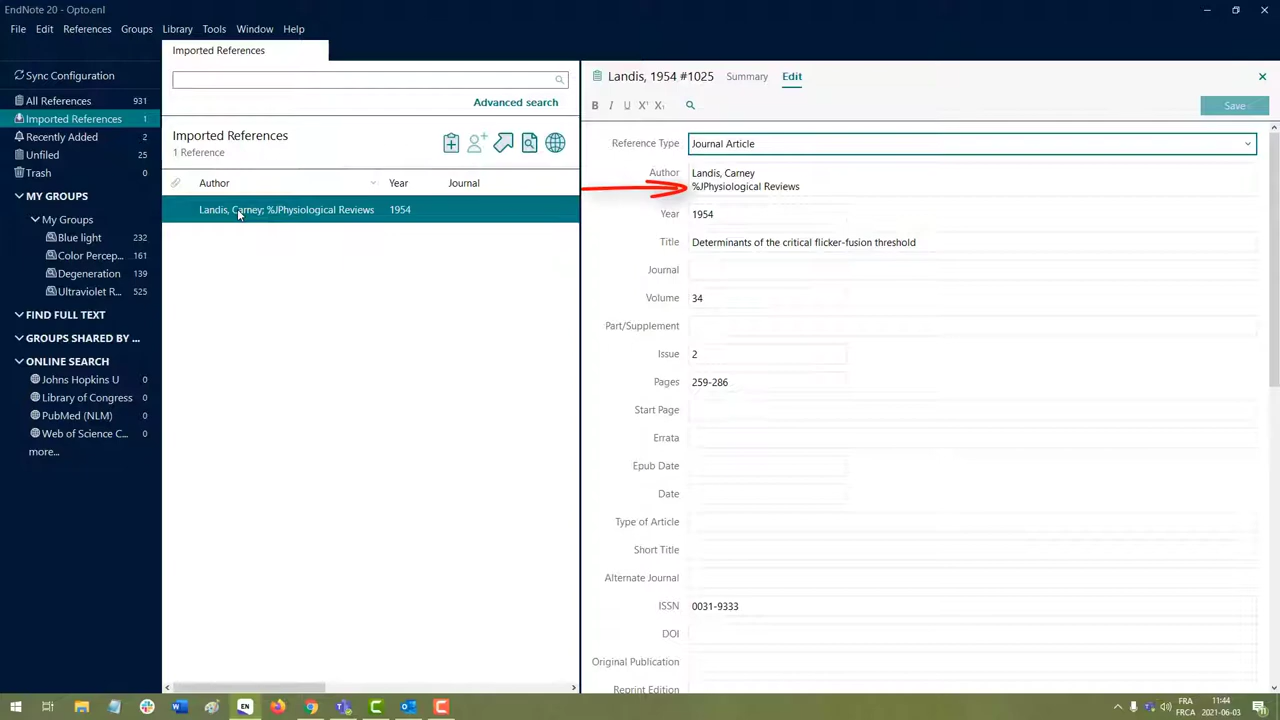 EndNote 20 - Opto.enl
File Edit References Groups Library Tools Window Help
Sync Configuration
All References 931
Imported References 1
Recently Added 2
Unfiled 25
Trash
MY GROUPS
My Groups
Blue light 232
Color Percep... 161
Degeneration 139
Ultraviolet R... 525
FIND FULL TEXT
GROUPS SHARED BY ...
ONLINE SEARCH
Johns Hopkins U 0
Library of Congress 0
PubMed (NLM) 0
Web of Science C... 0
more...
Imported References
Advanced search
Imported References
1 Reference
Author Year Journal
Landis, Carney; %JPhysiological Reviews 1954
Landis, 1954 #1025 Summary Edit
B I U X¹ X₁
Save
Reference Type Journal Article
Author Landis, Carney
%JPhysiological Reviews
Year 1954
Title Determinants of the critical flicker-fusion threshold
Journal
Volume 34
Part/Supplement
Issue 2
Pages 259-286
Start Page
Errata
Epub Date
Date
Type of Article
Short Title
Alternate Journal
ISSN 0031-9333
DOI
Original Publication
Reprint Edition
EN
FRA
FRCA
11:44
2021-06-03